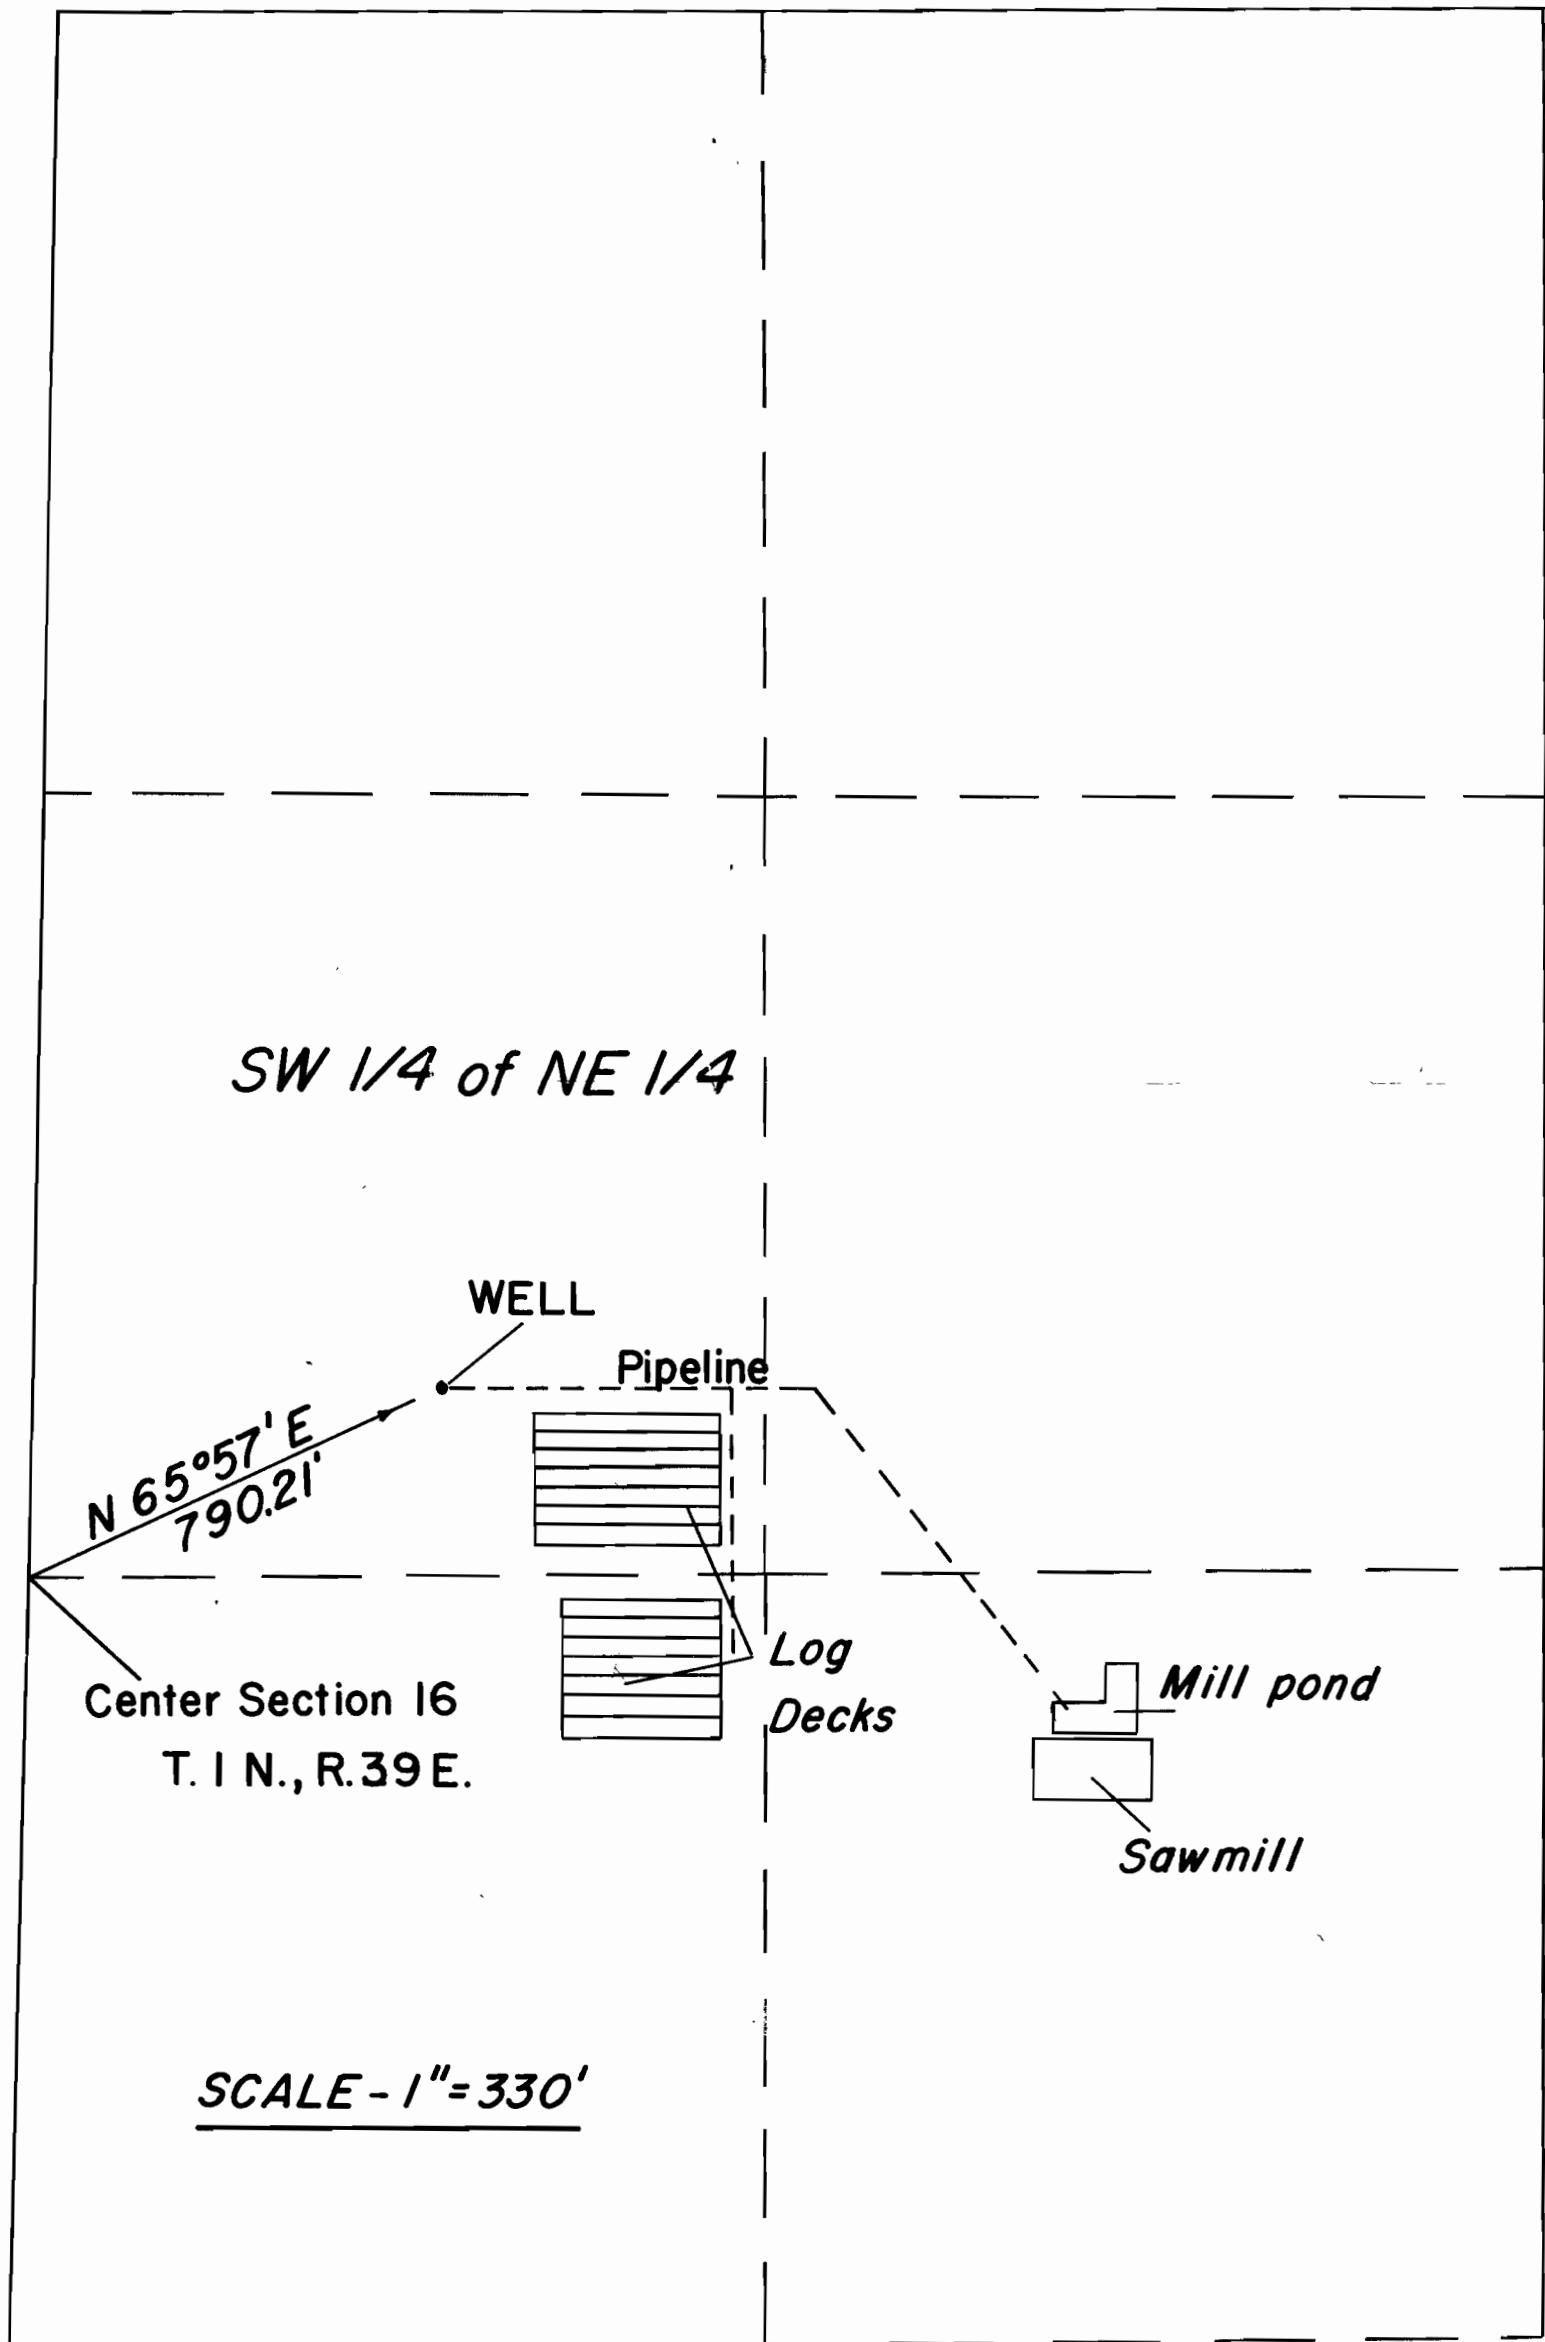 SW 1/4 of NE 1/4
WELL
Pipeline
N 65°57' E
790.21'
Log
Decks
Mill pond
Center Section 16
T. 1 N., R. 39 E.
Sawmill
SCALE - 1" = 330'